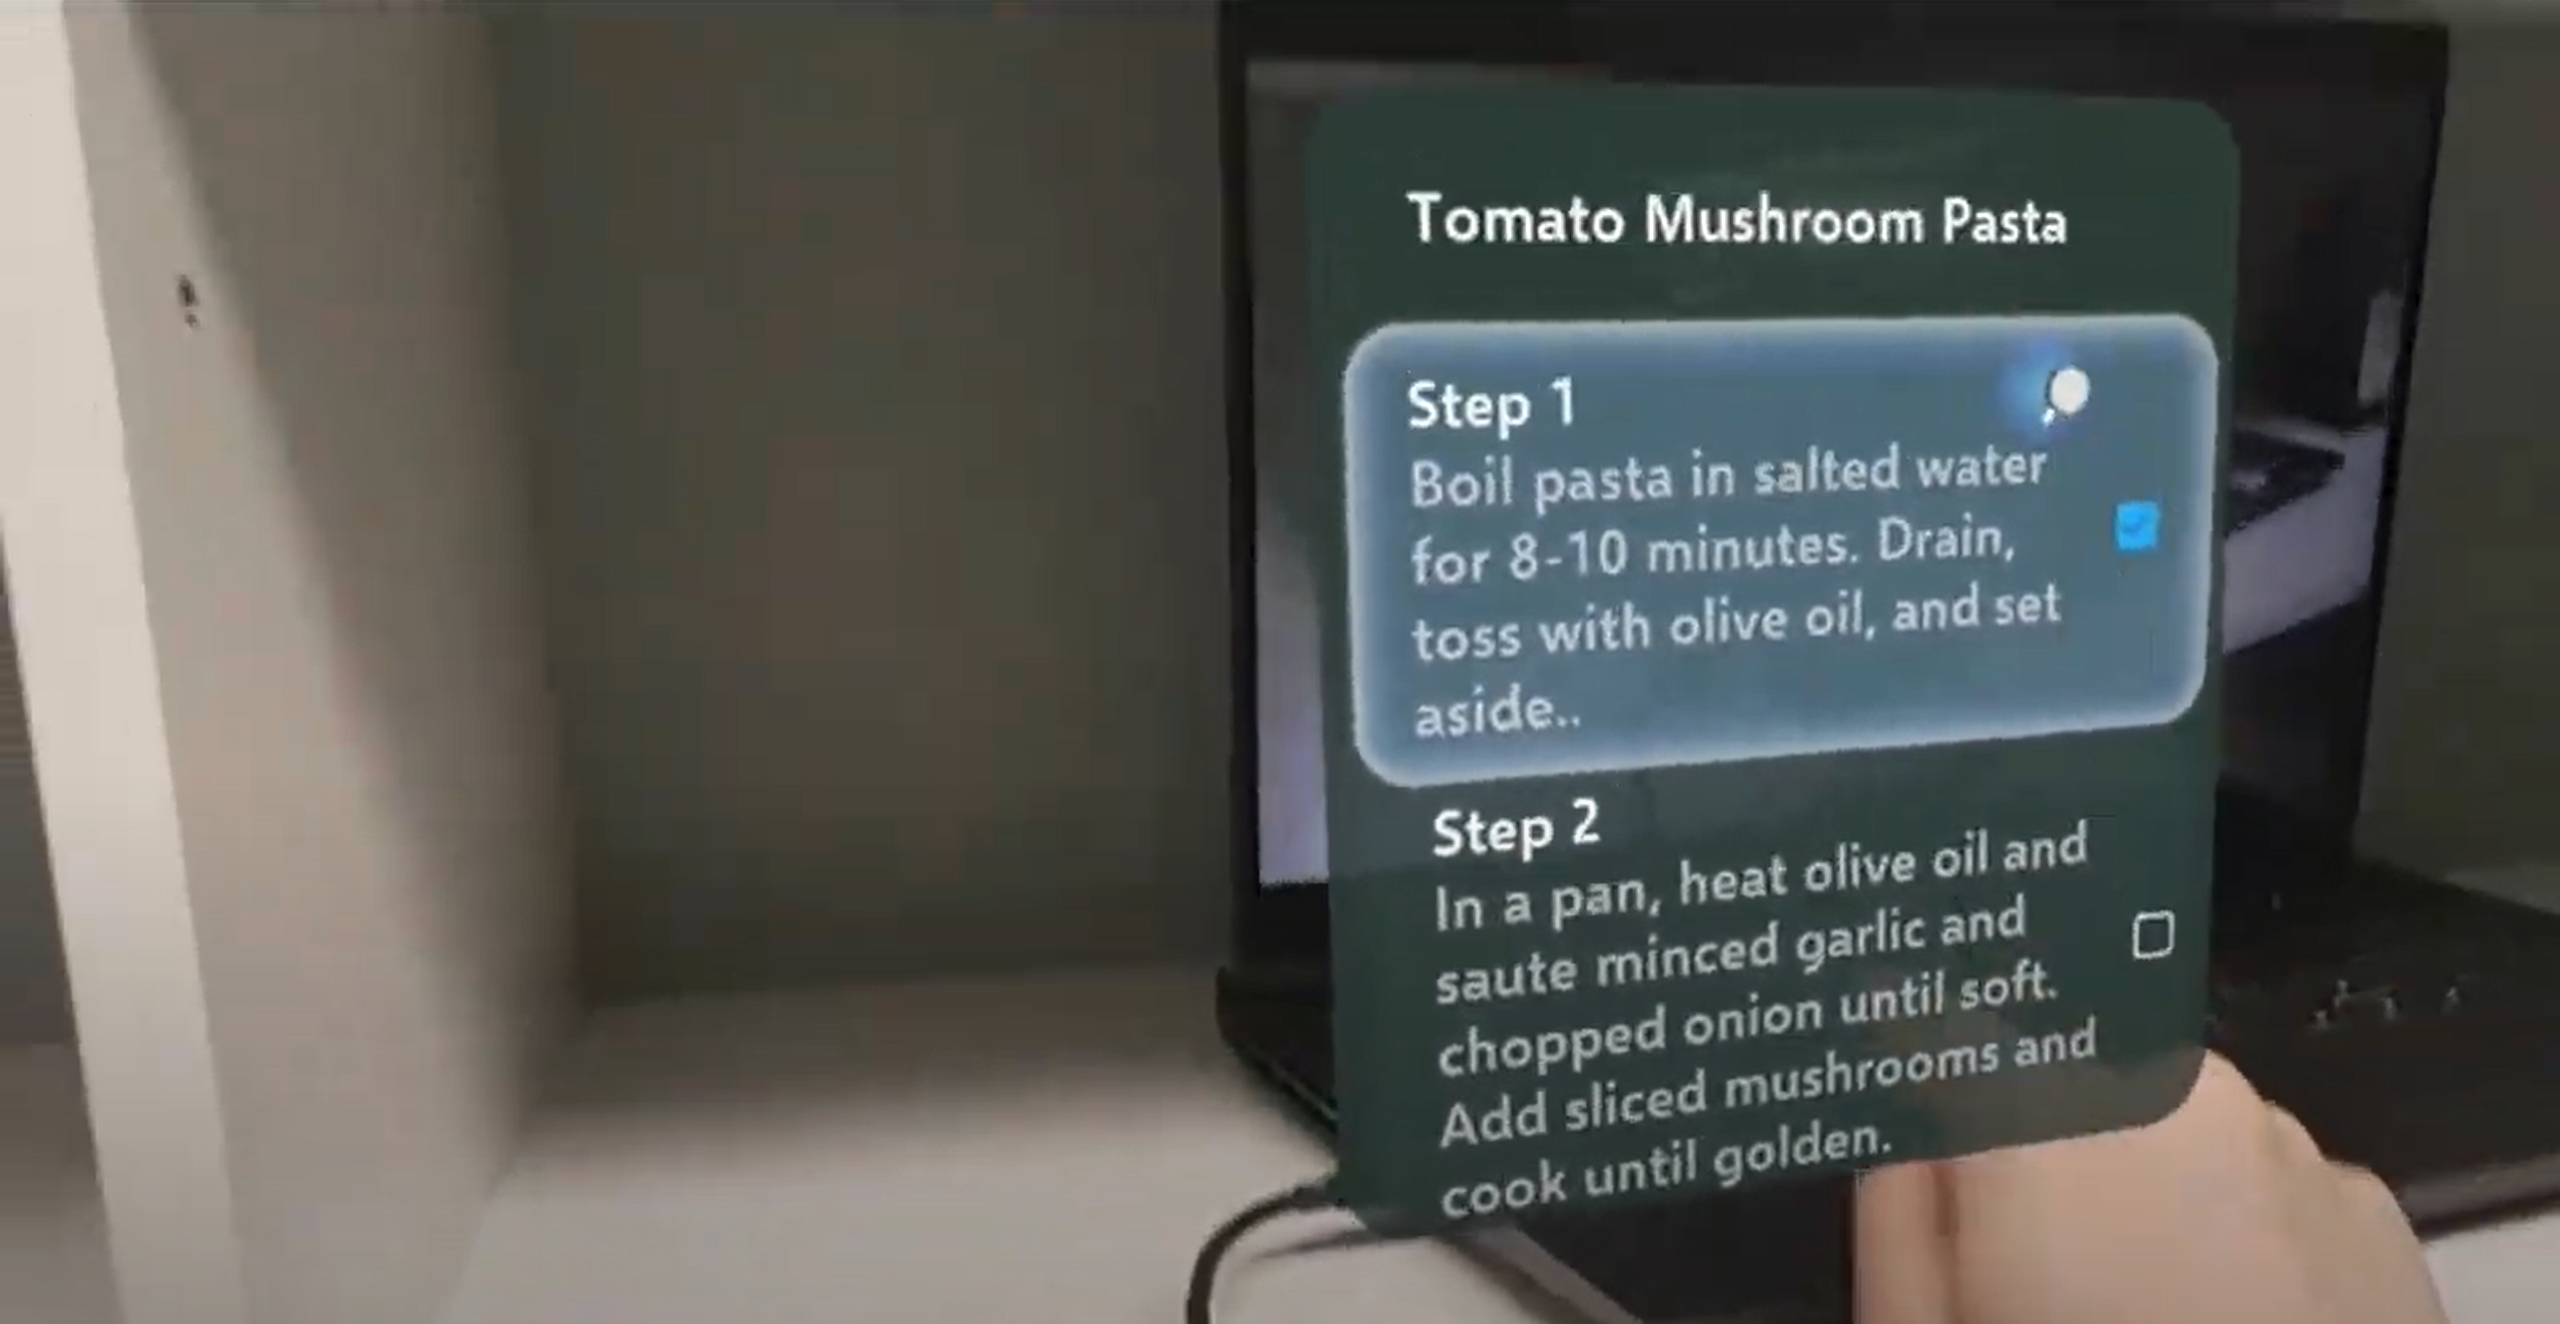 Tomato Mushroom Pasta
Step 1
Boil pasta in salted water
for 8-10 minutes. Drain,
toss with olive oil, and set
aside..
Step 2
In a pan, heat olive oil and
saute minced garlic and
chopped onion until soft.
Add sliced mushrooms and
cook until golden.